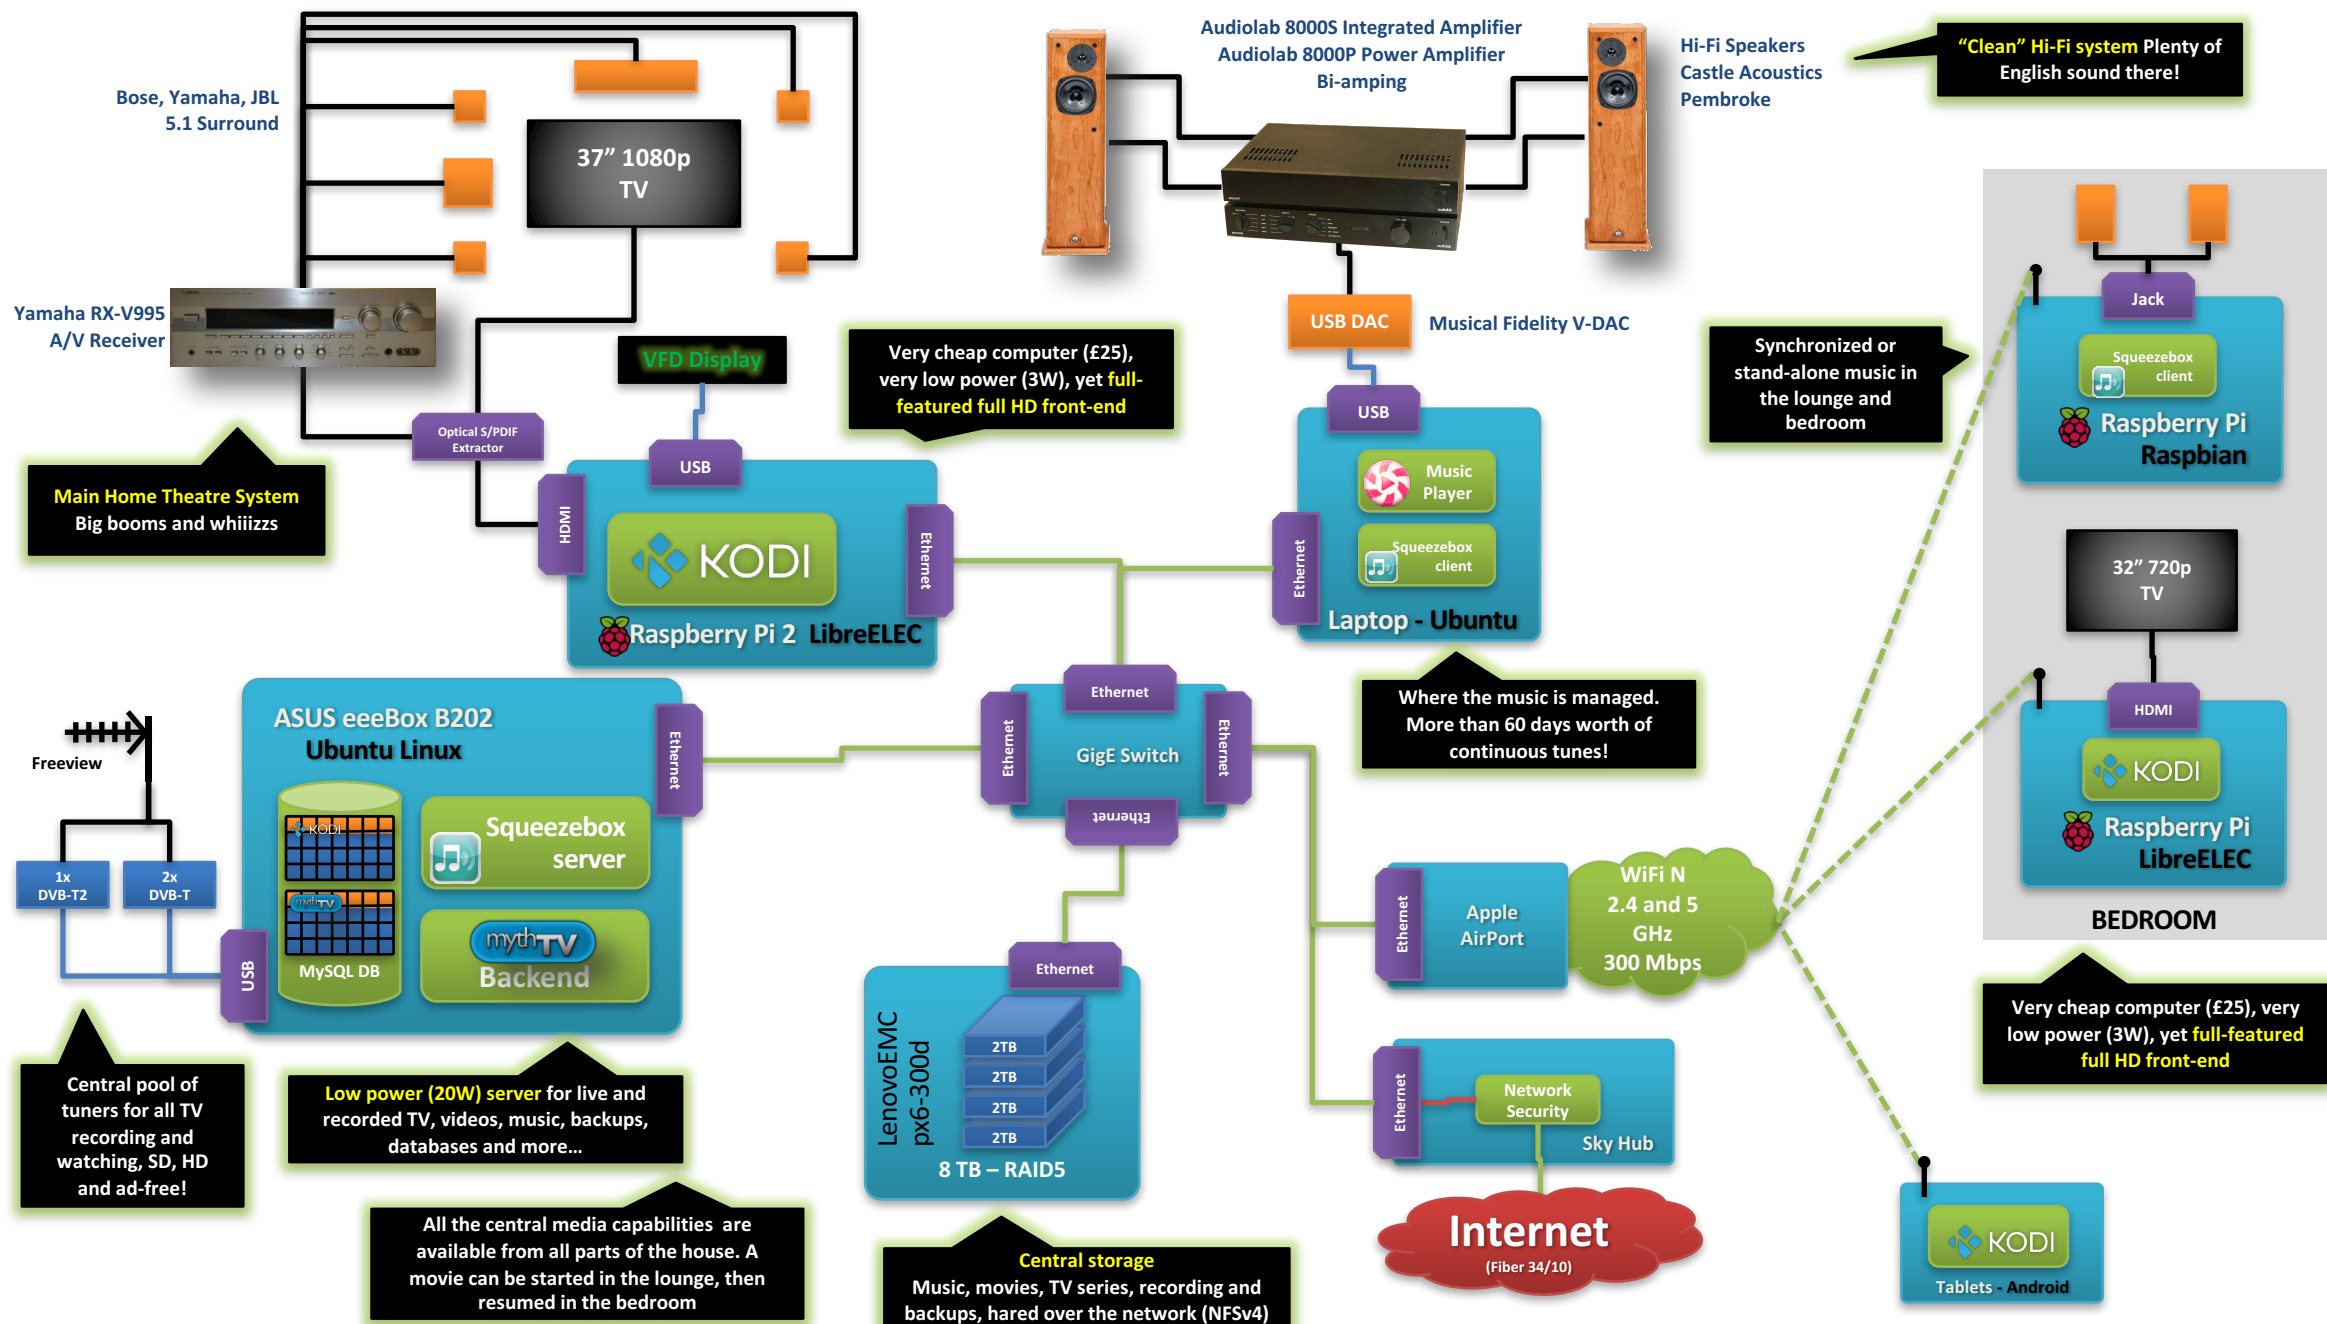 Bose, Yamaha, JBL
5.1 Surround
37” 1080p
TV
Yamaha RX-V995
A/V Receiver
Main Home Theatre System
Big booms and whiiizzs
Optical S/PDIF
Extractor
VFD Display
USB
HDMI
KODI
Ethernet
Raspberry Pi 2 LibreELEC
Very cheap computer (£25),
very low power (3W), yet full-
featured full HD front-end
Audiolab 8000S Integrated Amplifier
Audiolab 8000P Power Amplifier
Bi-amping
Hi-Fi Speakers
Castle Acoustics
Pembroke
“Clean” Hi-Fi system Plenty of
English sound there!
audiolab
audiolab
USB DAC
Musical Fidelity V-DAC
USB
Music
Player
Squeezebox
client
Ethernet
Laptop - Ubuntu
Where the music is managed.
More than 60 days worth of
continuous tunes!
Synchronized or
stand-alone music in
the lounge and
bedroom
Jack
Squeezebox
client
Raspberry Pi
Raspbian
32” 720p
TV
HDMI
KODI
Raspberry Pi
LibreELEC
BEDROOM
Very cheap computer (£25), very
low power (3W), yet full-featured
full HD front-end
Freeview
1x
DVB-T2
2x
DVB-T
USB
ASUS eeeBox B202
Ubuntu Linux
Ethernet
KODI
mythTV
MySQL DB
Squeezebox
server
mythTV
Backend
Central pool of
tuners for all TV
recording and
watching, SD, HD
and ad-free!
Low power (20W) server for live and
recorded TV, videos, music, backups,
databases and more...
All the central media capabilities are
available from all parts of the house. A
movie can be started in the lounge, then
resumed in the bedroom
Ethernet
Ethernet
GigE Switch
Ethernet
Ethernet
Ethernet
LenovoEMC
px6-300d
2TB
2TB
2TB
2TB
8 TB – RAID5
Central storage
Music, movies, TV series, recording and
backups, hared over the network (NFSv4)
Ethernet
Apple
AirPort
WiFi N
2.4 and 5
GHz
300 Mbps
Ethernet
Network
Security
Sky Hub
Internet
(Fiber 34/10)
KODI
Tablets - Android